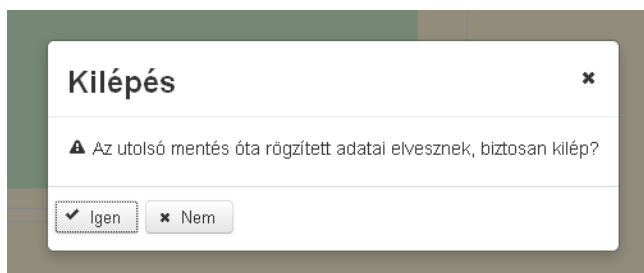 Kilépés
Az utolsó mentés óta rögzített adatai elvesznek, biztosan kilép?
Igen
Nem